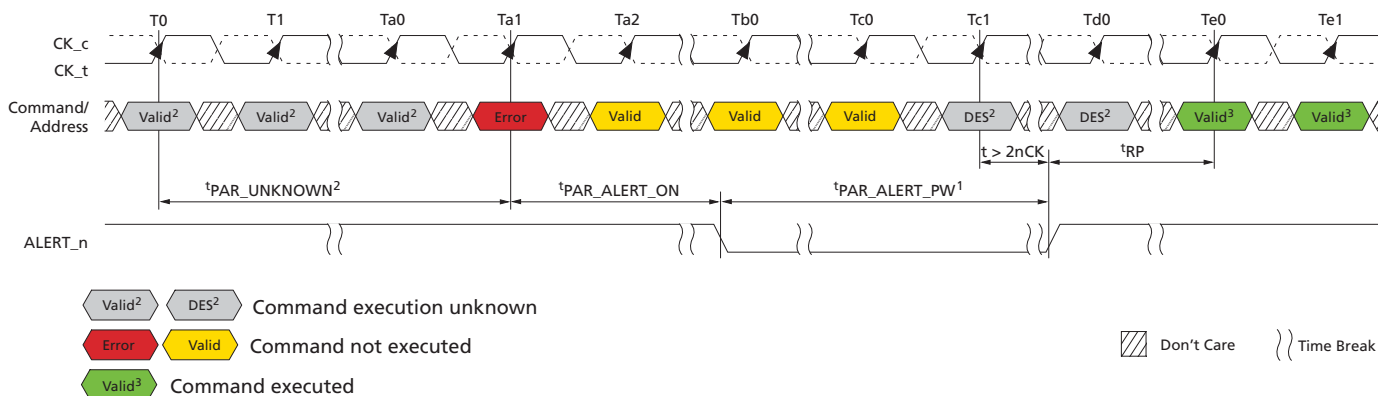 T0 T1 Ta0 Ta1 Ta2 Tb0 Tc0 Tc1 Td0 Te0 Te1
CK_c
CK_t
Command/
Address
Valid² Valid² Valid² Error Valid Valid Valid DES² DES² Valid³ Valid³
t > 2nCK tRP
tPAR_UNKNOWN² tPAR_ALERT_ON tPAR_ALERT_PW¹
ALERT_n
Valid² DES² Command execution unknown
Error Valid Command not executed
Don't Care Time Break
Valid³ Command executed